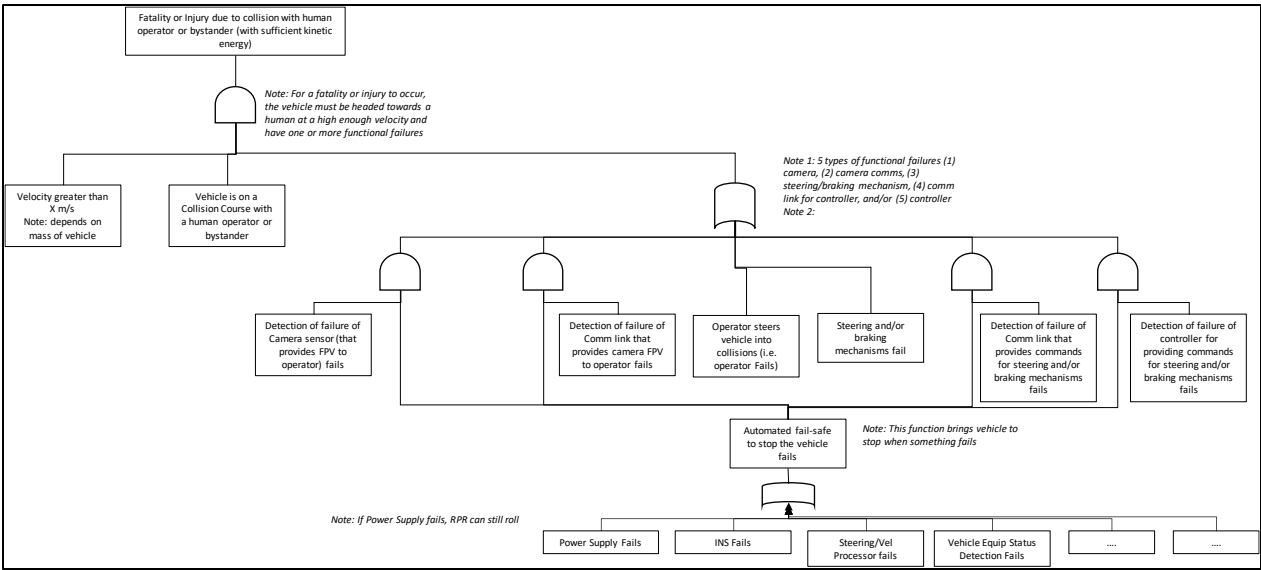 Fatality or Injury due to collision with human
operator or bystander (with sufficient kinetic
energy)
Note: For a fatality or injury to occur,
the vehicle must be headed towards a
human at a high enough velocity and
have one or more functional failures
Note 1: 5 types of functional failures (1)
camera, (2) camera comms, (3)
steering/braking mechanism, (4) comm
link for controller, and/or (5) controller
Note 2:
Velocity greater than
X m/s
Note: depends on
mass of vehicle
Vehicle is on a
Collision Course with
a human operator or
bystander
Detection of failure of
Camera sensor (that
provides FPV to
operator) fails
Detection of failure of
Comm link that
provides camera FPV
to operator fails
Operator steers
vehicle into
collisions (i.e.
operator Fails)
Steering and/or
braking
mechanisms fail
Detection of failure of
Comm link that
provides commands
for steering and/or
braking mechanisms
fails
Detection of failure of
controller for
providing commands
for steering and/or
braking mechanisms
fails
Automated fail-safe
to stop the vehicle
fails
Note: This function brings vehicle to
stop when something fails
Note: If Power Supply fails, RPR can still roll
Power Supply Fails
INS Fails
Steering/Vel
Processor fails
Vehicle Equip Status
Detection Fails
....
....